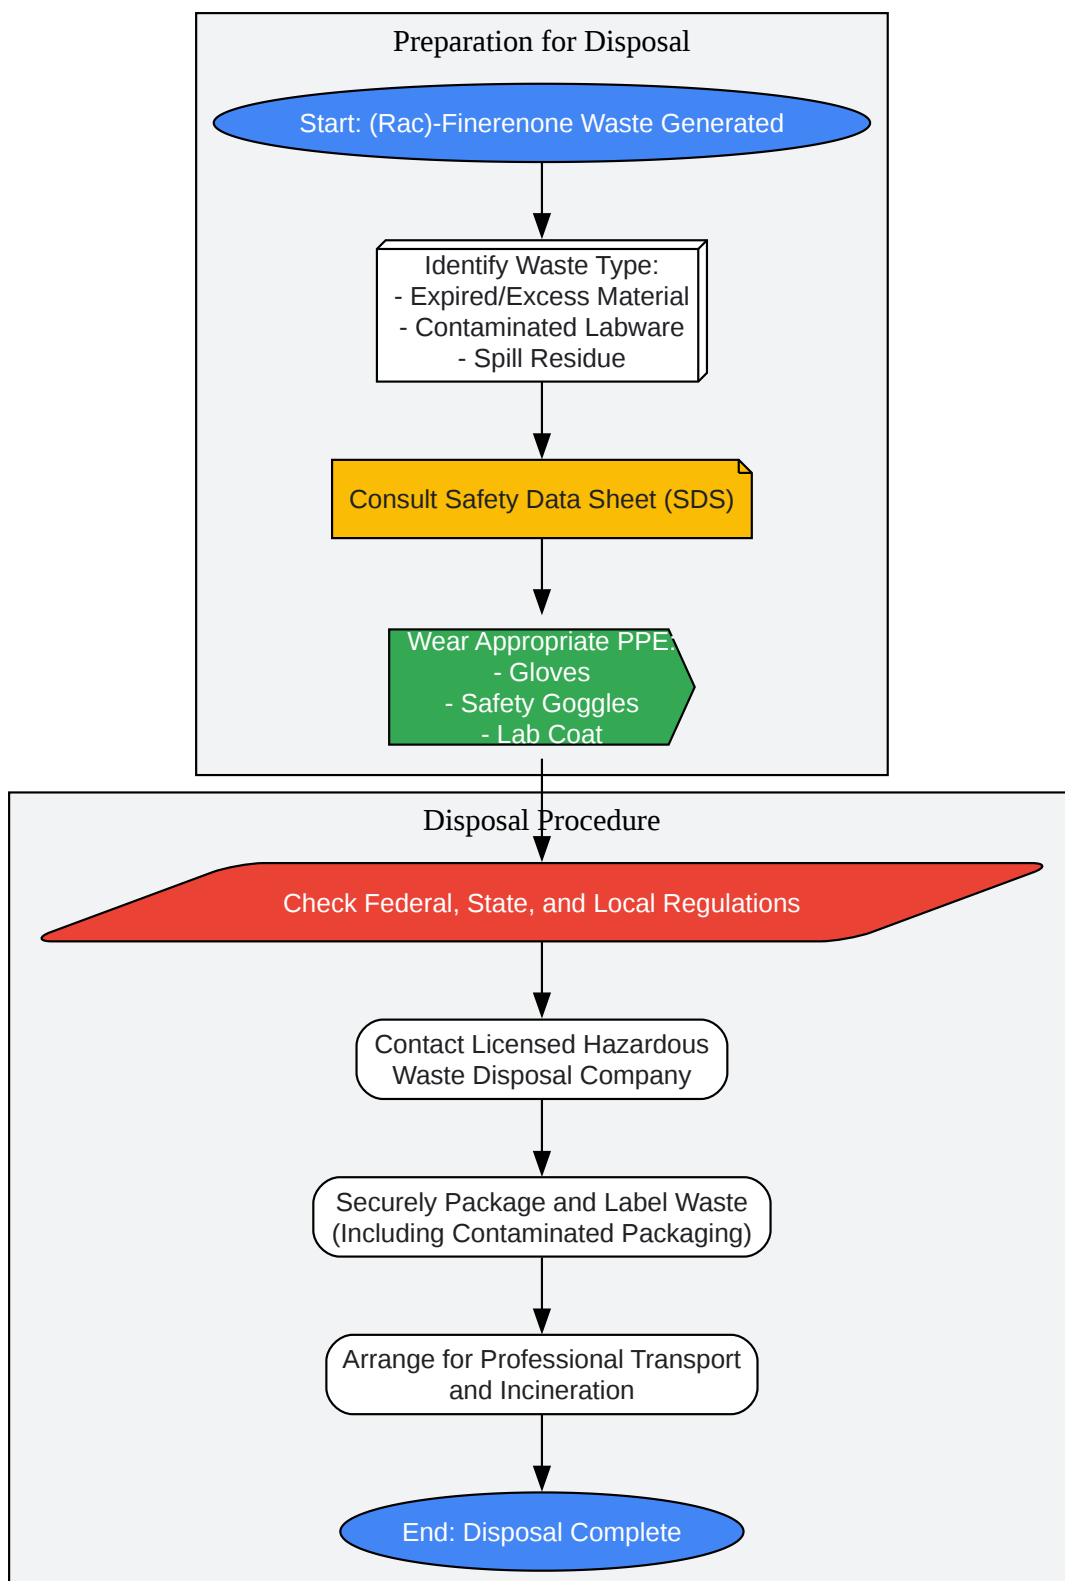 Preparation for Disposal
Start: (Rac)-Finerenone Waste Generated
Identify Waste Type:
- Expired/Excess Material
- Contaminated Labware
- Spill Residue
Consult Safety Data Sheet (SDS)
Wear Appropriate PPE:
- Gloves
- Safety Goggles
- Lab Coat
Disposal Procedure
Check Federal, State, and Local Regulations
Contact Licensed Hazardous
Waste Disposal Company
Securely Package and Label Waste
(Including Contaminated Packaging)
Arrange for Professional Transport
and Incineration
End: Disposal Complete